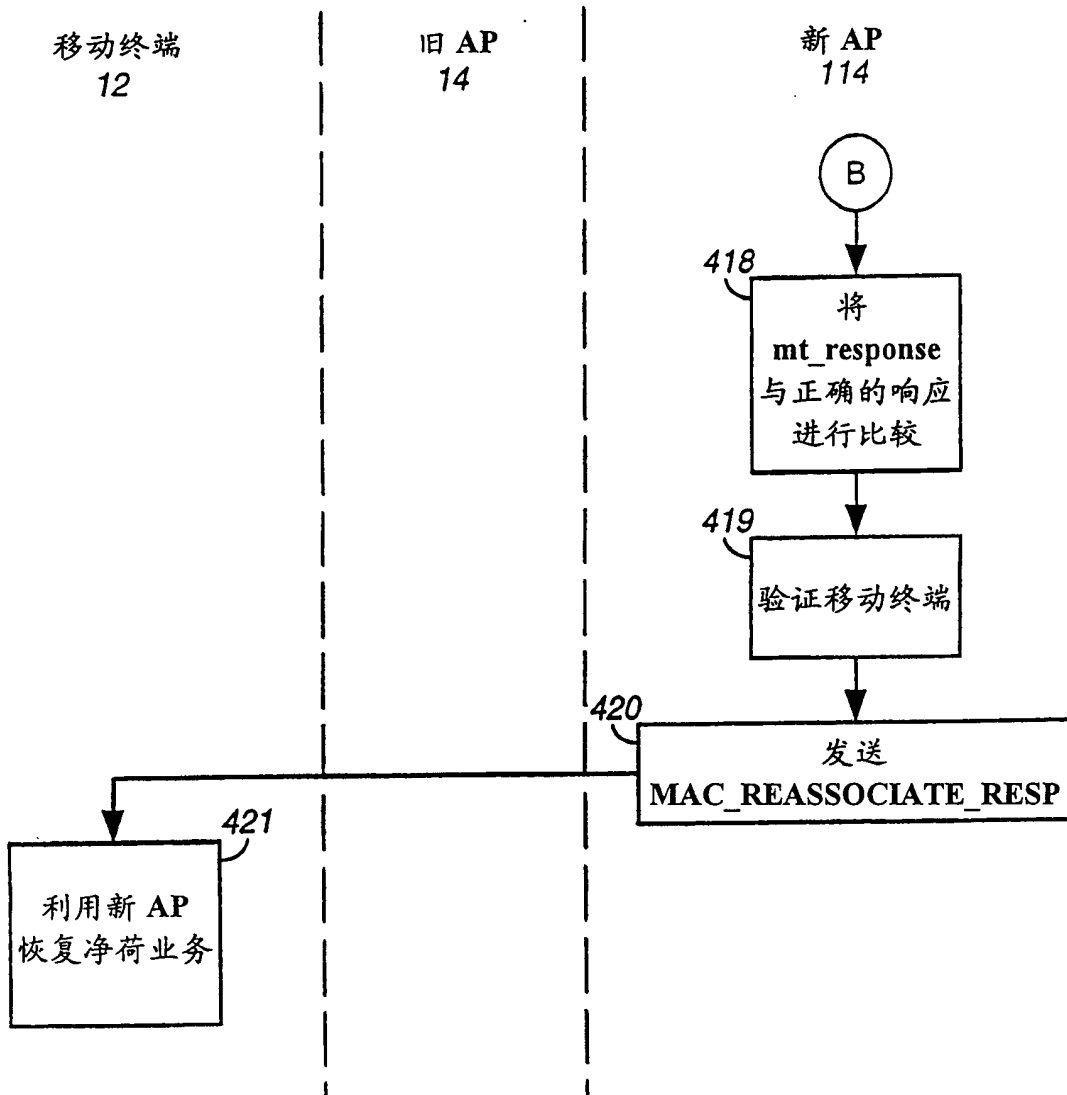 移动终端
12
旧 AP
14
新 AP
114
B
418
将
mt_response
与正确的响应
进行比较
419
验证移动终端
420
发送
MAC_REASSOCIATE_RESP
421
利用新 AP
恢复净荷业务